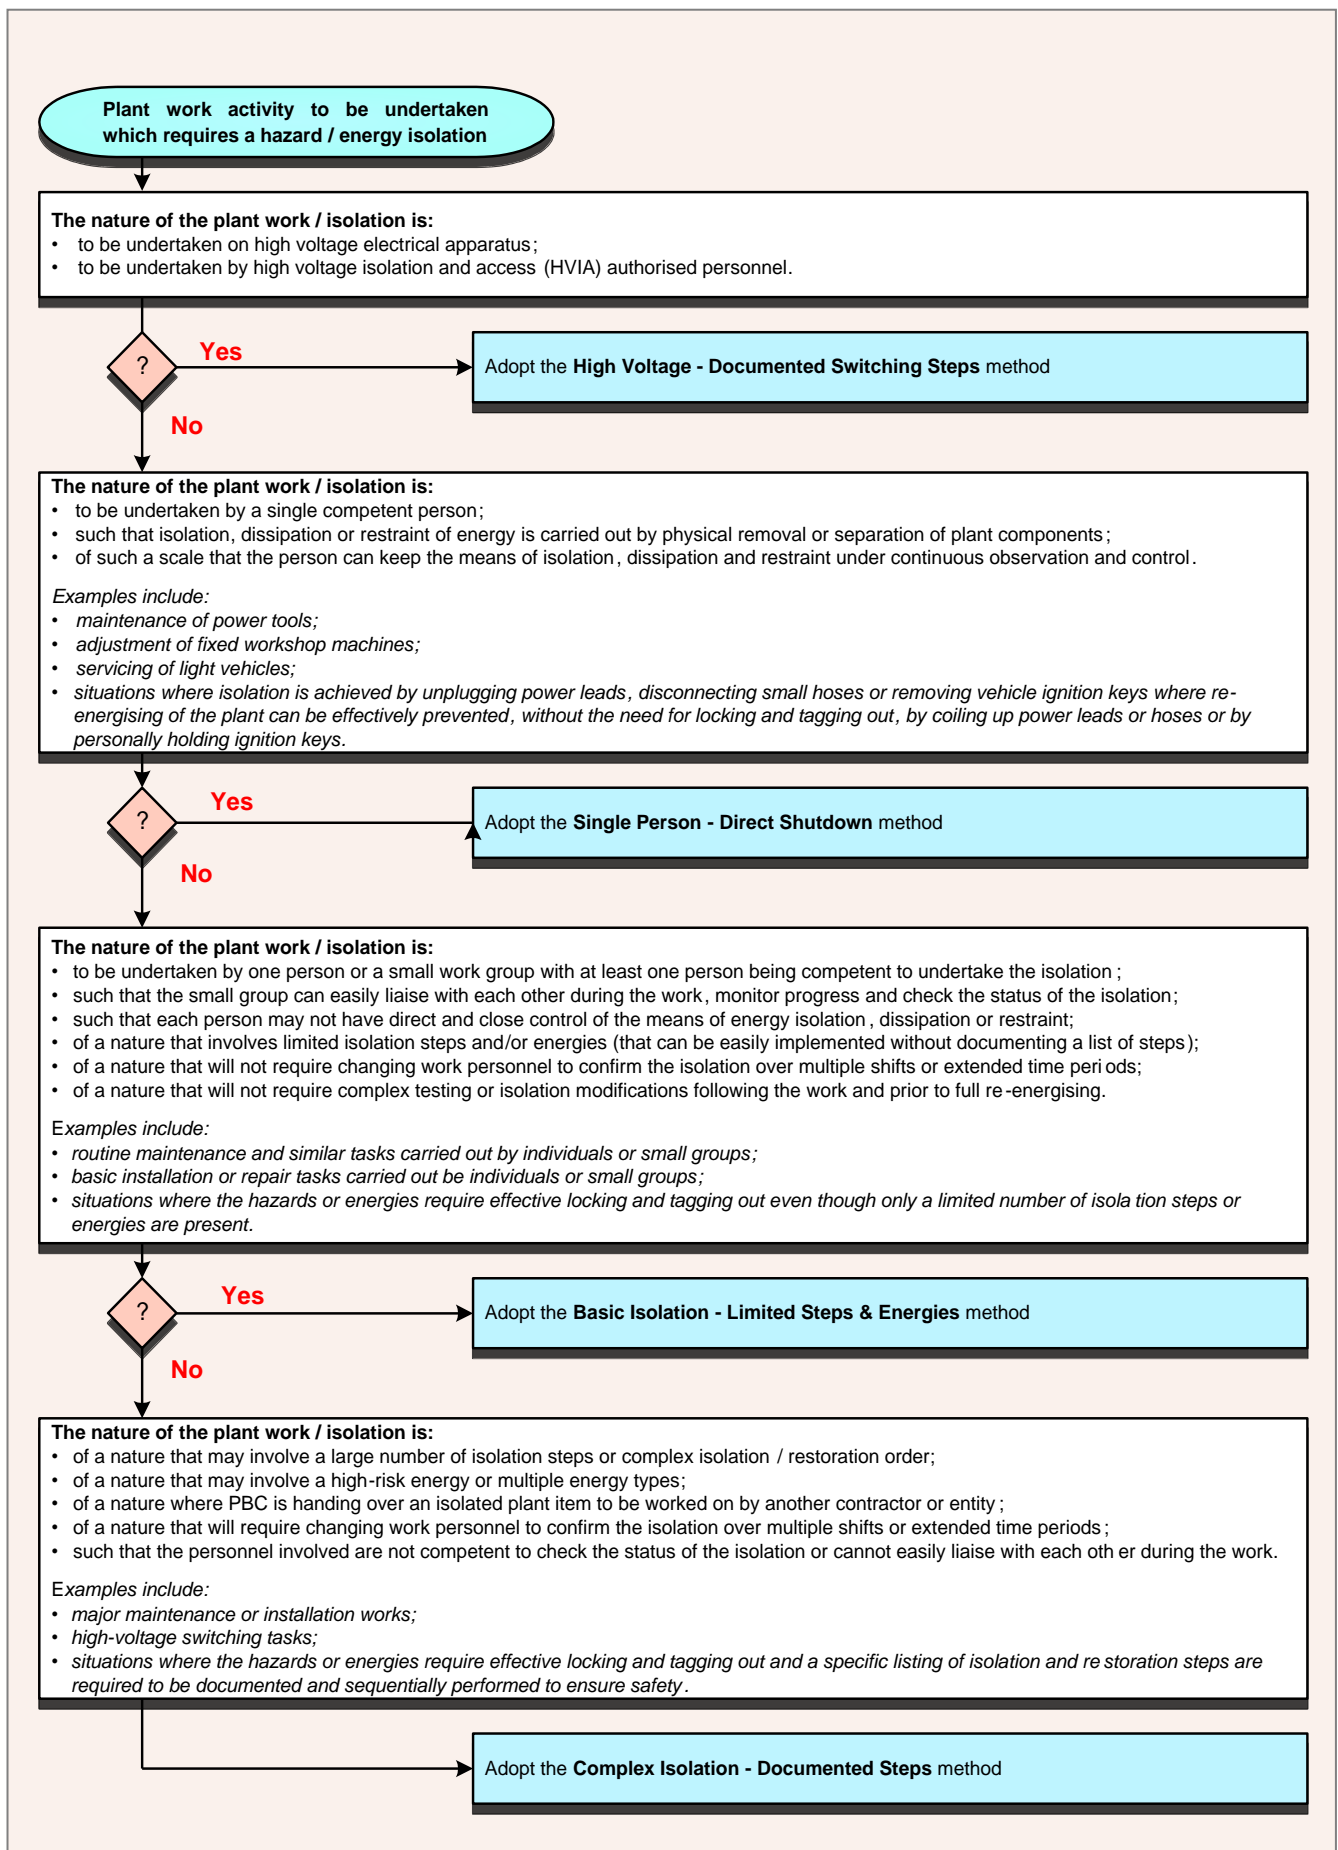 Plant work activity to be undertaken
which requires a hazard / energy isolation
The nature of the plant work / isolation is:
• to be undertaken on high voltage electrical apparatus;
• to be undertaken by high voltage isolation and access (HVIA) authorised personnel.
?
Yes
Adopt the High Voltage - Documented Switching Steps method
No
The nature of the plant work / isolation is:
• to be undertaken by a single competent person;
• such that isolation, dissipation or restraint of energy is carried out by physical removal or separation of plant components;
• of such a scale that the person can keep the means of isolation, dissipation and restraint under continuous observation and control.
Examples include:
• maintenance of power tools;
• adjustment of fixed workshop machines;
• servicing of light vehicles;
• situations where isolation is achieved by unplugging power leads, disconnecting small hoses or removing vehicle ignition keys where re-
energising of the plant can be effectively prevented, without the need for locking and tagging out, by coiling up power leads or hoses or by
personally holding ignition keys.
?
Yes
Adopt the Single Person - Direct Shutdown method
No
The nature of the plant work / isolation is:
• to be undertaken by one person or a small work group with at least one person being competent to undertake the isolation;
• such that the small group can easily liaise with each other during the work, monitor progress and check the status of the isolation;
• such that each person may not have direct and close control of the means of energy isolation, dissipation or restraint;
• of a nature that involves limited isolation steps and/or energies (that can be easily implemented without documenting a list of steps);
• of a nature that will not require changing work personnel to confirm the isolation over multiple shifts or extended time periods;
• of a nature that will not require complex testing or isolation modifications following the work and prior to full re-energising.
Examples include:
• routine maintenance and similar tasks carried out by individuals or small groups;
• basic installation or repair tasks carried out be individuals or small groups;
• situations where the hazards or energies require effective locking and tagging out even though only a limited number of isolation steps or
energies are present.
?
Yes
Adopt the Basic Isolation - Limited Steps & Energies method
No
The nature of the plant work / isolation is:
• of a nature that may involve a large number of isolation steps or complex isolation / restoration order;
• of a nature that may involve a high-risk energy or multiple energy types;
• of a nature where PBC is handing over an isolated plant item to be worked on by another contractor or entity;
• of a nature that will require changing work personnel to confirm the isolation over multiple shifts or extended time periods;
• such that the personnel involved are not competent to check the status of the isolation or cannot easily liaise with each other during the work.
Examples include:
• major maintenance or installation works;
• high-voltage switching tasks;
• situations where the hazards or energies require effective locking and tagging out and a specific listing of isolation and restoration steps are
required to be documented and sequentially performed to ensure safety.
Adopt the Complex Isolation - Documented Steps method